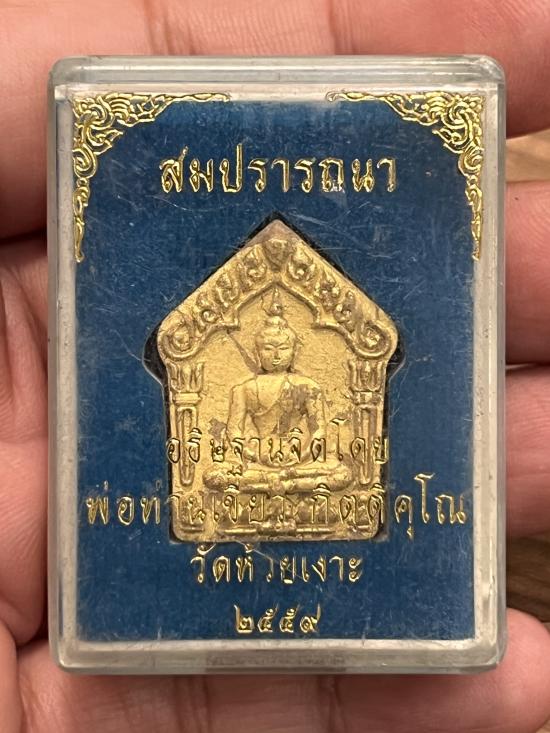 สมปรารถนา
อธิษฐานจิตโดย
พ่อท่านเขียว กิตฺติคุโณ
วัดห้วยเงาะ
๒๕๕๙